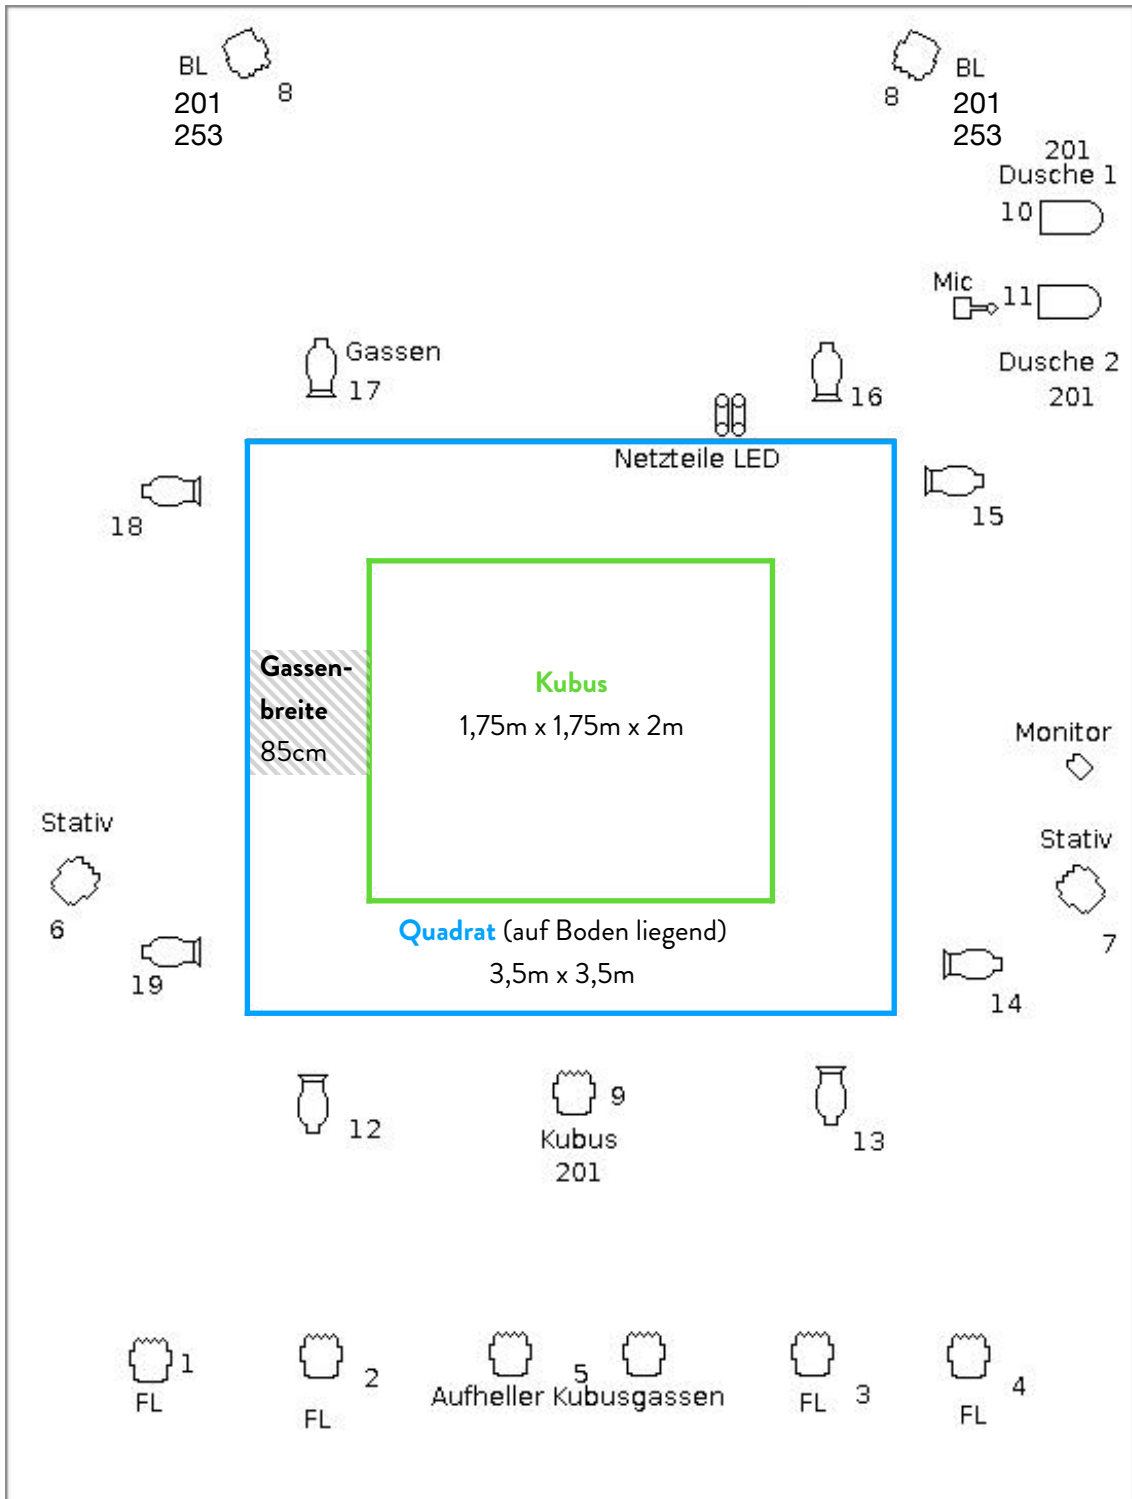 BL
8
201
253
8
BL
201
253
201
Dusche 1
10
Mic
11
Dusche 2
201
Gassen
17
16
Netzteile LED
18
15
Gassen-
breite
85cm
Kubus
1,75m x 1,75m x 2m
Monitor
Stativ
6
Stativ
7
Quadrat (auf Boden liegend)
3,5m x 3,5m
19
14
12
9
Kubus
201
13
1
FL
2
FL
5
Aufheller Kubusgassen
3
FL
4
FL